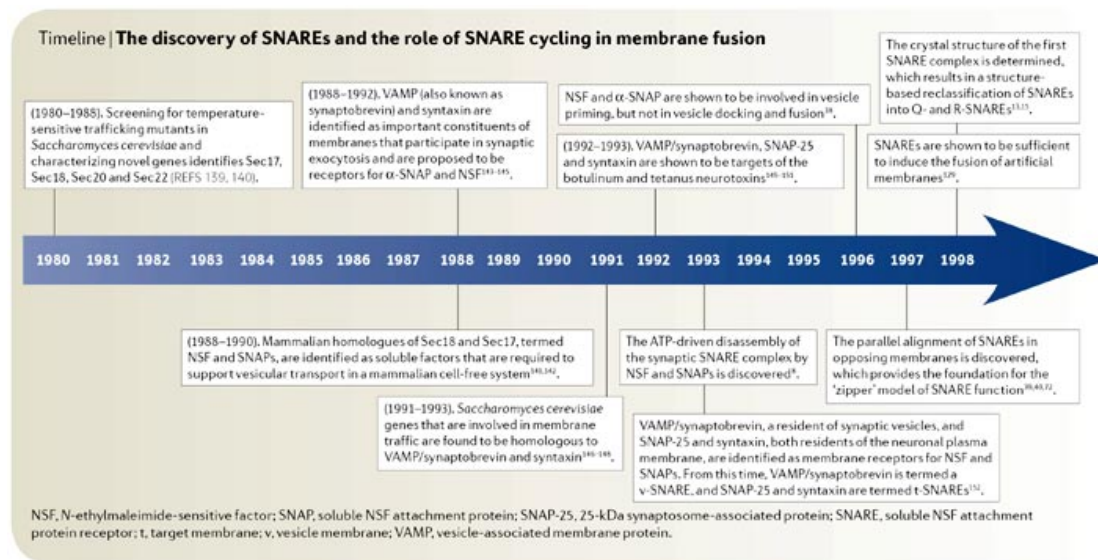 Timeline | The discovery of SNAREs and the role of SNARE cycling in membrane fusion
(1980–1988). Screening for temperature-
sensitive trafficking mutants in
Saccharomyces cerevisiae and
characterizing novel genes identifies Sec17,
Sec18, Sec20 and Sec22 (REFS 139, 140).
(1988–1992). VAMP (also known as
synaptobrevin) and syntaxin are
identified as important constituents of
membranes that participate in synaptic
exocytosis and are proposed to be
receptors for α-SNAP and NSF
NSF and α-SNAP are shown to be involved in vesicle
priming, but not in vesicle docking and fusion
(1992–1993). VAMP/synaptobrevin, SNAP-25
and syntaxin are shown to be targets of the
botulinum and tetanus neurotoxins
The crystal structure of the first
SNARE complex is determined,
which results in a structure-
based reclassification of SNAREs
into Q- and R-SNAREs
SNAREs are shown to be sufficient
to induce the fusion of artificial
membranes
1980 1981 1982 1983 1984 1985 1986 1987 1988 1989 1990 1991 1992 1993 1994 1995 1996 1997 1998
(1988–1990). Mammalian homologues of Sec18 and Sec17, termed
NSF and SNAPs, are identified as soluble factors that are required to
support vesicular transport in a mammalian cell-free system
(1991–1993). Saccharomyces cerevisiae
genes that are involved in membrane
traffic are found to be homologous to
VAMP/synaptobrevin and syntaxin
The ATP-driven disassembly of
the synaptic SNARE complex by
NSF and SNAPs is discovered
VAMP/synaptobrevin, a resident of synaptic vesicles, and
SNAP-25 and syntaxin, both residents of the neuronal plasma
membrane, are identified as membrane receptors for NSF and
SNAPs. From this time, VAMP/synaptobrevin is termed a
v-SNARE, and SNAP-25 and syntaxin are termed t-SNAREs
The parallel alignment of SNAREs in
opposing membranes is discovered,
which provides the foundation for the
'zipper' model of SNARE function
NSF, N-ethylmaleimide-sensitive factor; SNAP, soluble NSF attachment protein; SNAP-25, 25-kDa synaptosome-associated protein; SNARE, soluble NSF attachment
protein receptor; t, target membrane; v, vesicle membrane; VAMP, vesicle-associated membrane protein.